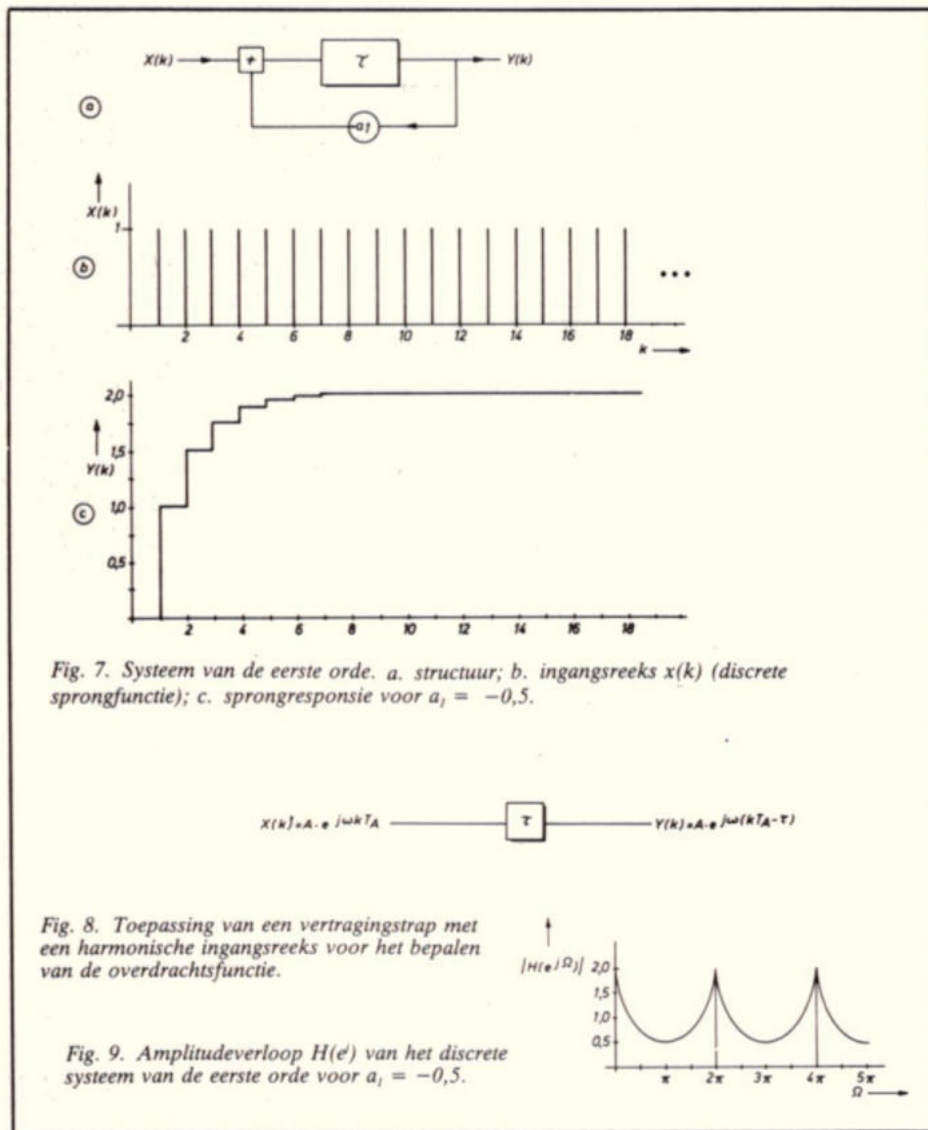 X(k)
+
τ
Y(k)
a
a1
X(k)
1
b
2 4 6 8 10 12 14 16 18
k
2,0
1,5
Y(k)
1,0
c
0,5
2 4 6 8 10 12 14 16 18
Fig. 7. Systeem van de eerste orde. a. structuur; b. ingangsreeks x(k) (discrete
sprongfunctie); c. sprongresponsie voor a₁ = −0,5.
X(k)=A-e jωkTA
τ
Y(k)=A-e jω(kTA-τ)
Fig. 8. Toepassing van een vertragingstrap met
een harmonische ingangsreeks voor het bepalen
van de overdrachtsfunctie.
|H(e jΩ)|
2,0
1,5
1,0
0,5
π 2π 3π 4π 5π
Ω
Fig. 9. Amplitudeverloop H(eʲ) van het discrete
systeem van de eerste orde voor a₁ = −0,5.